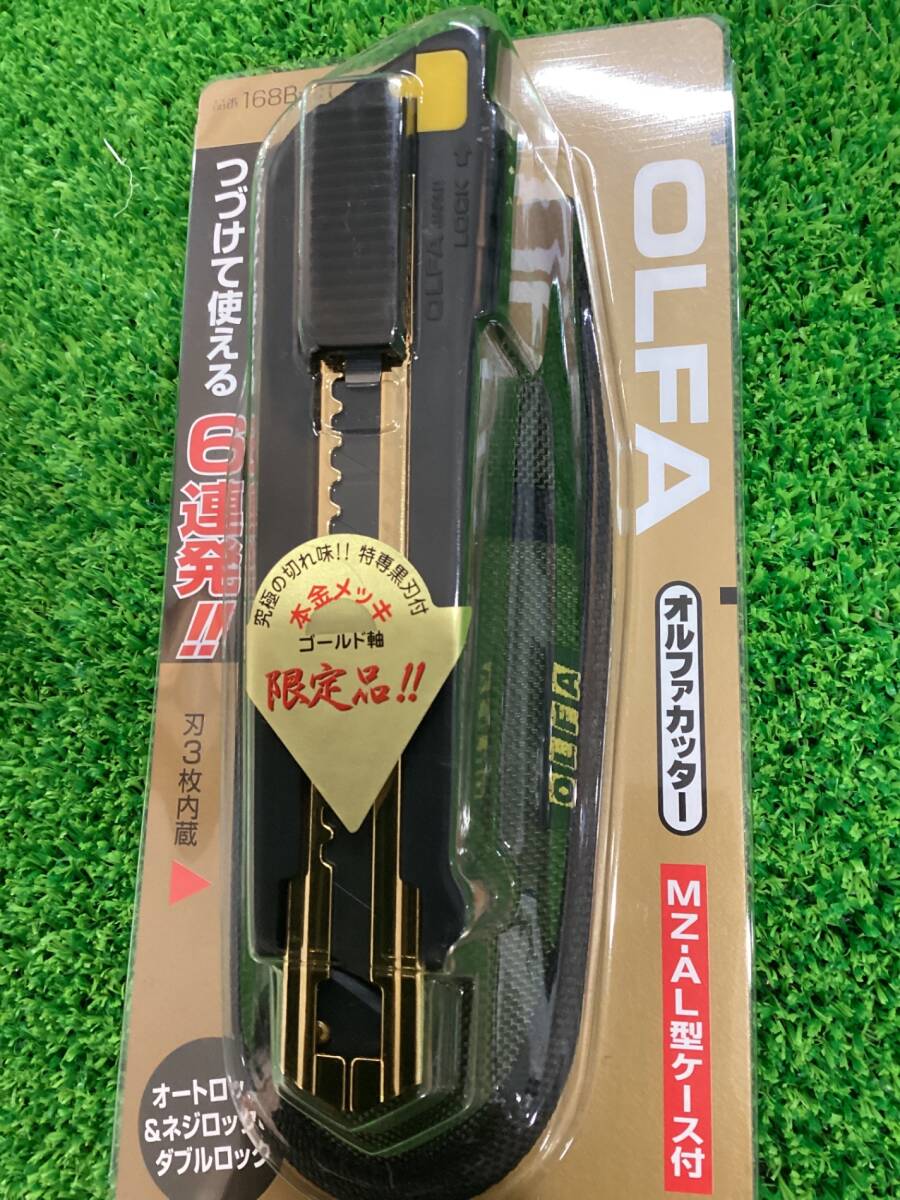 品番168B
つづけて使える
6連発!!
刃3枚内蔵
オートロック
&ネジロック、
ダブルロック
OLFA JAPAN
LOCK
究極の切れ味!! 特専黒刃付
本金メッキ
ゴールド軸
限定品!!
OLFA
OLFA
オルファカッター
MZ-AL型ケース付